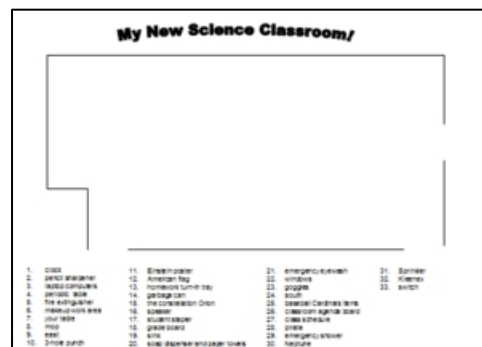 My New Science Classroom!
1. clock
2. pencil sharpener
3. laptop computers
4. periodic table
5. fire extinguisher
6. makeup work area
7. your table
8. mop
9. easel
10. 3-hole punch
11. Einstein poster
12. American flag
13. homework turn-in bay
14. garbage can
15. the constellation Orion
16. speaker
17. student stapler
18. grade board
19. sink
20. soap dispenser and paper towels
21. emergency eyewash
22. windows
23. goggles
24. south
25. baseball Cardinals items
26. classroom agenda board
27. class schedule
28. pirate
29. emergency shower
30. Neptune
31. Sprinkler
32. Kleenex
33. switch